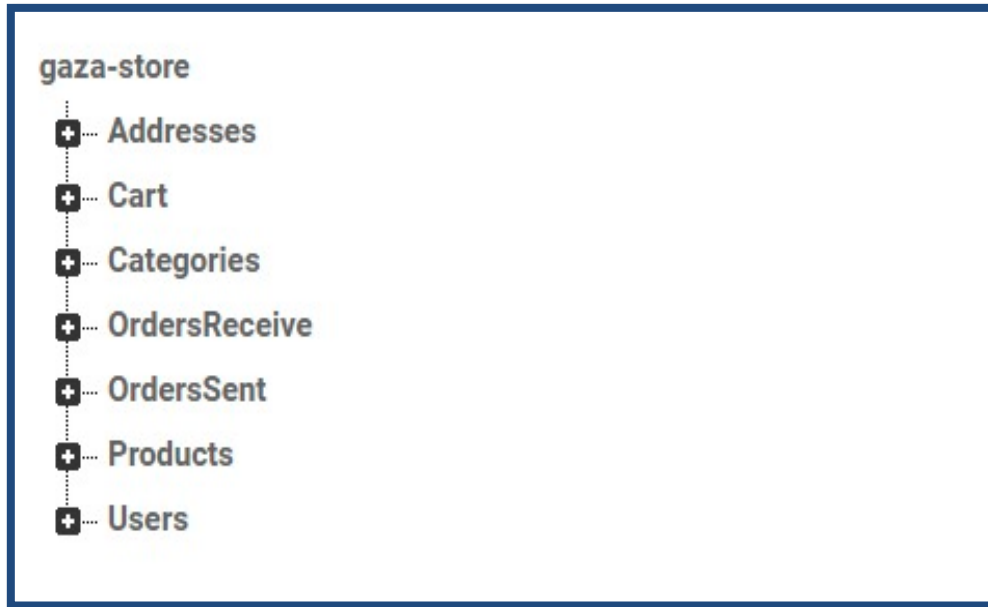 gaza-store
Addresses
Cart
Categories
OrdersReceive
OrdersSent
Products
Users